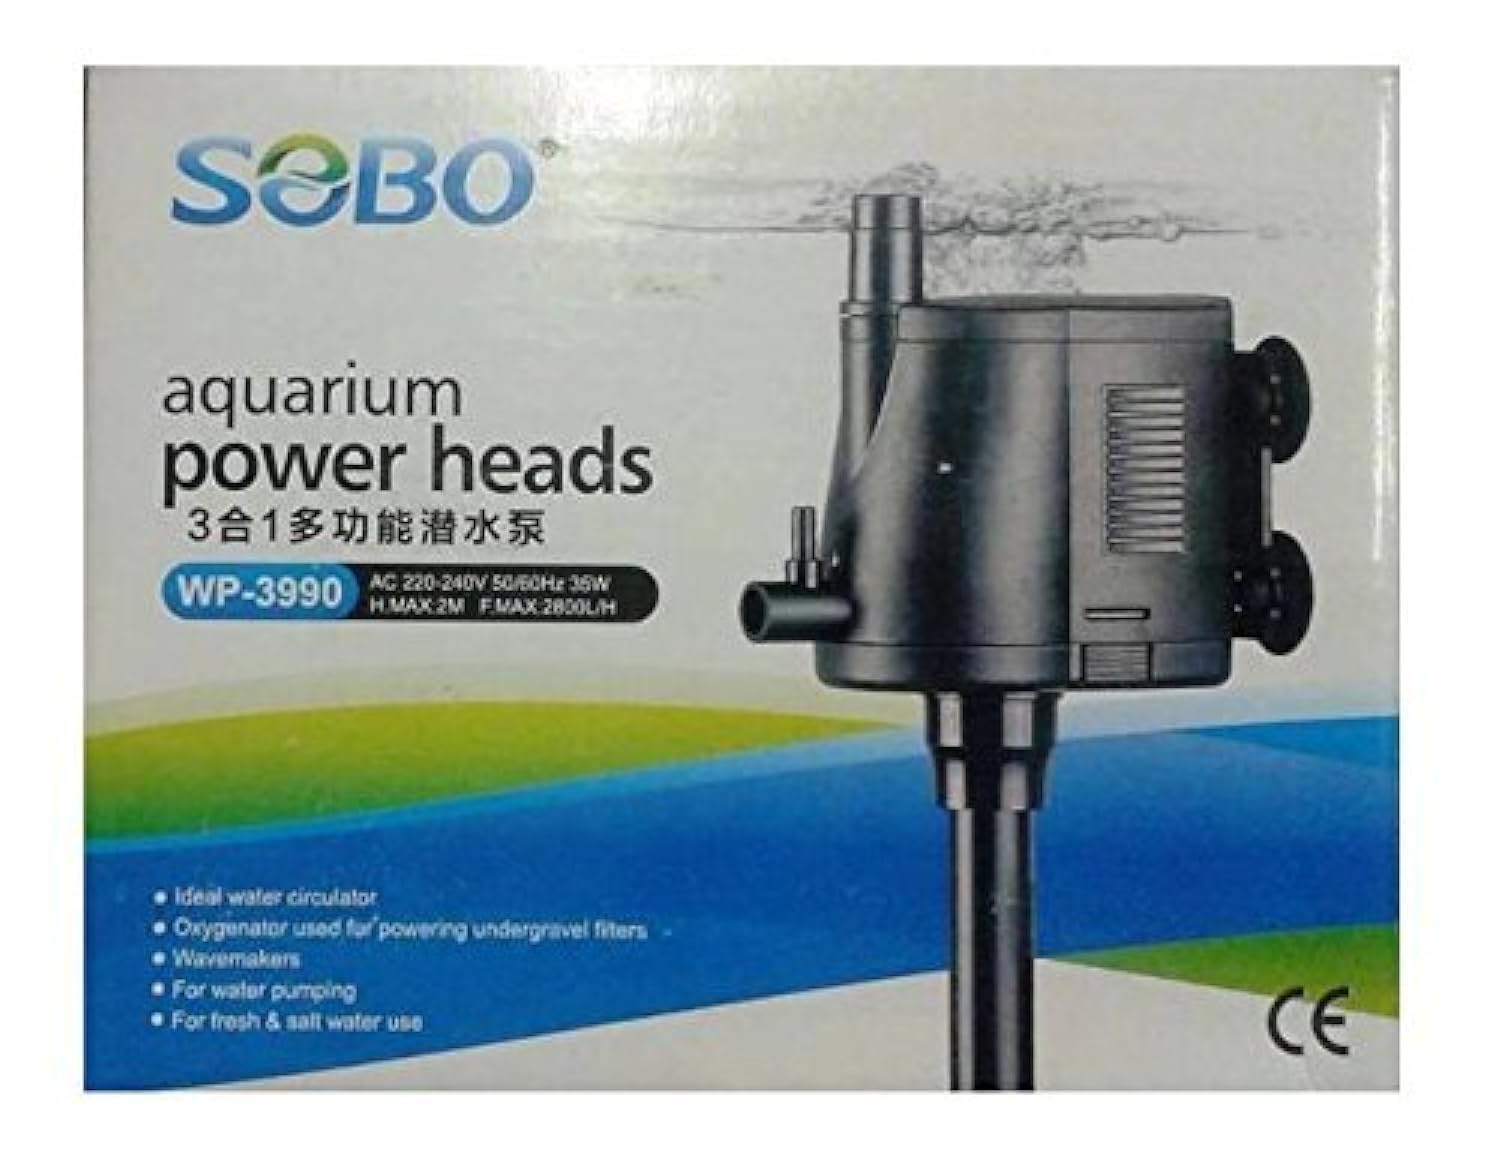 SOBO®
aquarium
power heads
3合1多功能潜水泵
WP-3990
AC 220-240V 50/60Hz 36W
H.MAX:2M F.MAX:2800L/H
Ideal water circulator
Oxygenator used for powering undergravel filters
Wavemakers
For water pumping
For fresh & salt water use
CE